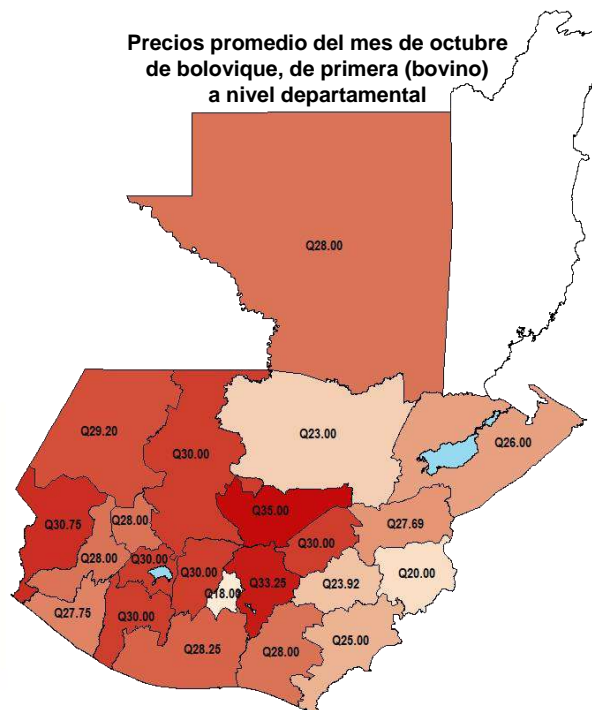 Precios promedio del mes de octubre
de bolovique, de primera (bovino)
a nivel departamental
Q28.00
Q29.20
Q30.00
Q23.00
Q26.00
Q30.75
Q28.00
Q35.00
Q27.69
Q28.00
Q30.00
Q30.00
Q33.25
Q30.00
Q23.92
Q20.00
Q18.00
Q27.75
Q30.00
Q28.25
Q28.00
Q25.00